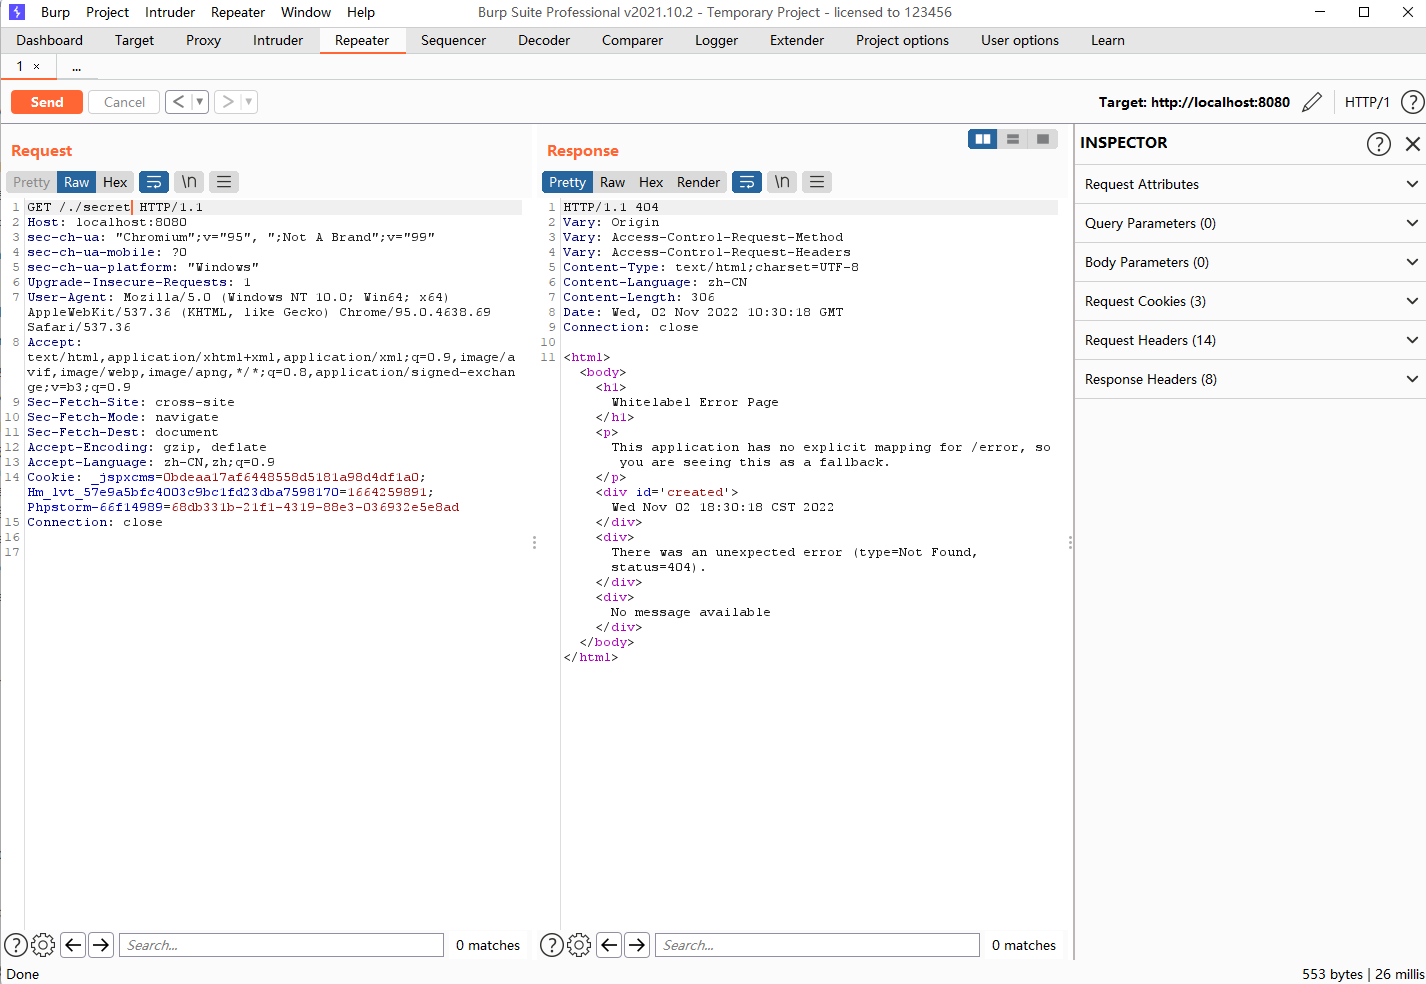 Burp Project Intruder Repeater Window Help Burp Suite Professional v2021.10.2 - Temporary Project - licensed to 123456
Dashboard Target Proxy Intruder Repeater Sequencer Decoder Comparer Logger Extender Project options User options Learn
1 × ...
Send Cancel < ▼ > ▼ Target: http://localhost:8080 HTTP/1 ?
Request
Pretty Raw Hex \n
1 GET /./secret HTTP/1.1
2 Host: localhost:8080
3 sec-ch-ua: "Chromium";v="95", ";Not A Brand";v="99"
4 sec-ch-ua-mobile: ?0
5 sec-ch-ua-platform: "Windows"
6 Upgrade-Insecure-Requests: 1
7 User-Agent: Mozilla/5.0 (Windows NT 10.0; Win64; x64)
AppleWebKit/537.36 (KHTML, like Gecko) Chrome/95.0.4638.69
Safari/537.36
8 Accept:
text/html,application/xhtml+xml,application/xml;q=0.9,image/a
vif,image/webp,image/apng,*/*;q=0.8,application/signed-exchan
ge;v=b3;q=0.9
9 Sec-Fetch-Site: cross-site
10 Sec-Fetch-Mode: navigate
11 Sec-Fetch-Dest: document
12 Accept-Encoding: gzip, deflate
13 Accept-Language: zh-CN,zh;q=0.9
14 Cookie: _jspxcms=0bdeaa17af6448558d5181a98d4df1a0;
Hm_lvt_57e9a5bfc4003c9bc1fd23dba7598170=1664259891;
Phpstorm-66f14989=68db331b-21f1-4319-88e3-036932e5e8ad
15 Connection: close
16
17
Search... 0 matches
Response
Pretty Raw Hex Render \n
1 HTTP/1.1 404
2 Vary: Origin
3 Vary: Access-Control-Request-Method
4 Vary: Access-Control-Request-Headers
5 Content-Type: text/html;charset=UTF-8
6 Content-Language: zh-CN
7 Content-Length: 306
8 Date: Wed, 02 Nov 2022 10:30:18 GMT
9 Connection: close
10
11 <html>
<body>
<h1>
Whitelabel Error Page
</h1>
<p>
This application has no explicit mapping for /error, so
you are seeing this as a fallback.
</p>
<div id='created'>
Wed Nov 02 18:30:18 CST 2022
</div>
<div>
There was an unexpected error (type=Not Found,
status=404).
</div>
<div>
No message available
</div>
</body>
</html>
Search... 0 matches
INSPECTOR
Request Attributes
Query Parameters (0)
Body Parameters (0)
Request Cookies (3)
Request Headers (14)
Response Headers (8)
Done 553 bytes | 26 millis